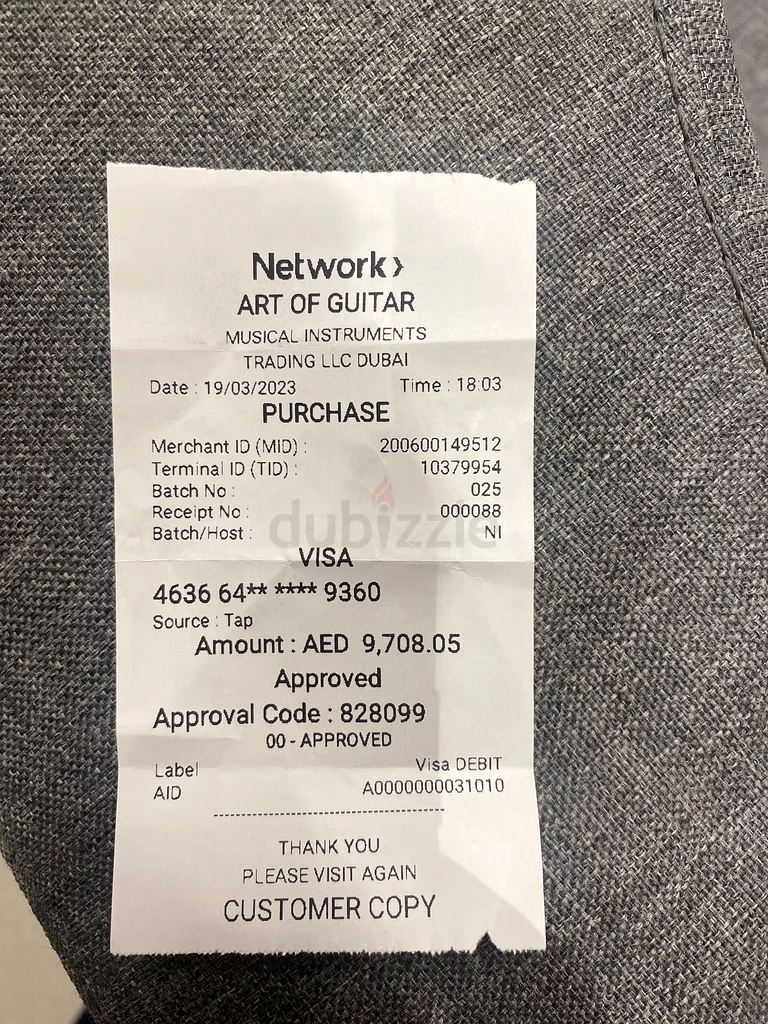 Network›
ART OF GUITAR
MUSICAL INSTRUMENTS
TRADING LLC DUBAI
Date : 19/03/2023 Time : 18:03
PURCHASE
Merchant ID (MID) : 200600149512
Terminal ID (TID) : 10379954
Batch No : 025
Receipt No : 000088
Batch/Host : NI
dubizzle
VISA
4636 64** **** 9360
Source : Tap
Amount : AED 9,708.05
Approved
Approval Code : 828099
00 - APPROVED
Label Visa DEBIT
AID A0000000031010
THANK YOU
PLEASE VISIT AGAIN
CUSTOMER COPY